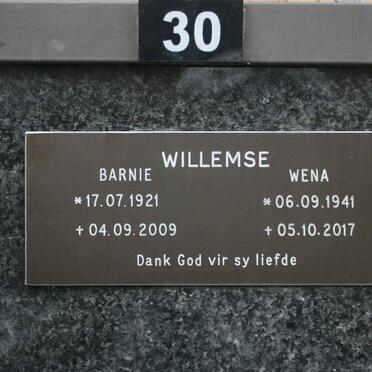 30
WILLEMSE
BARNIE WENA
*17.07.1921 *06.09.1941
+04.09.2009 +05.10.2017
Dank God vir sy liefde